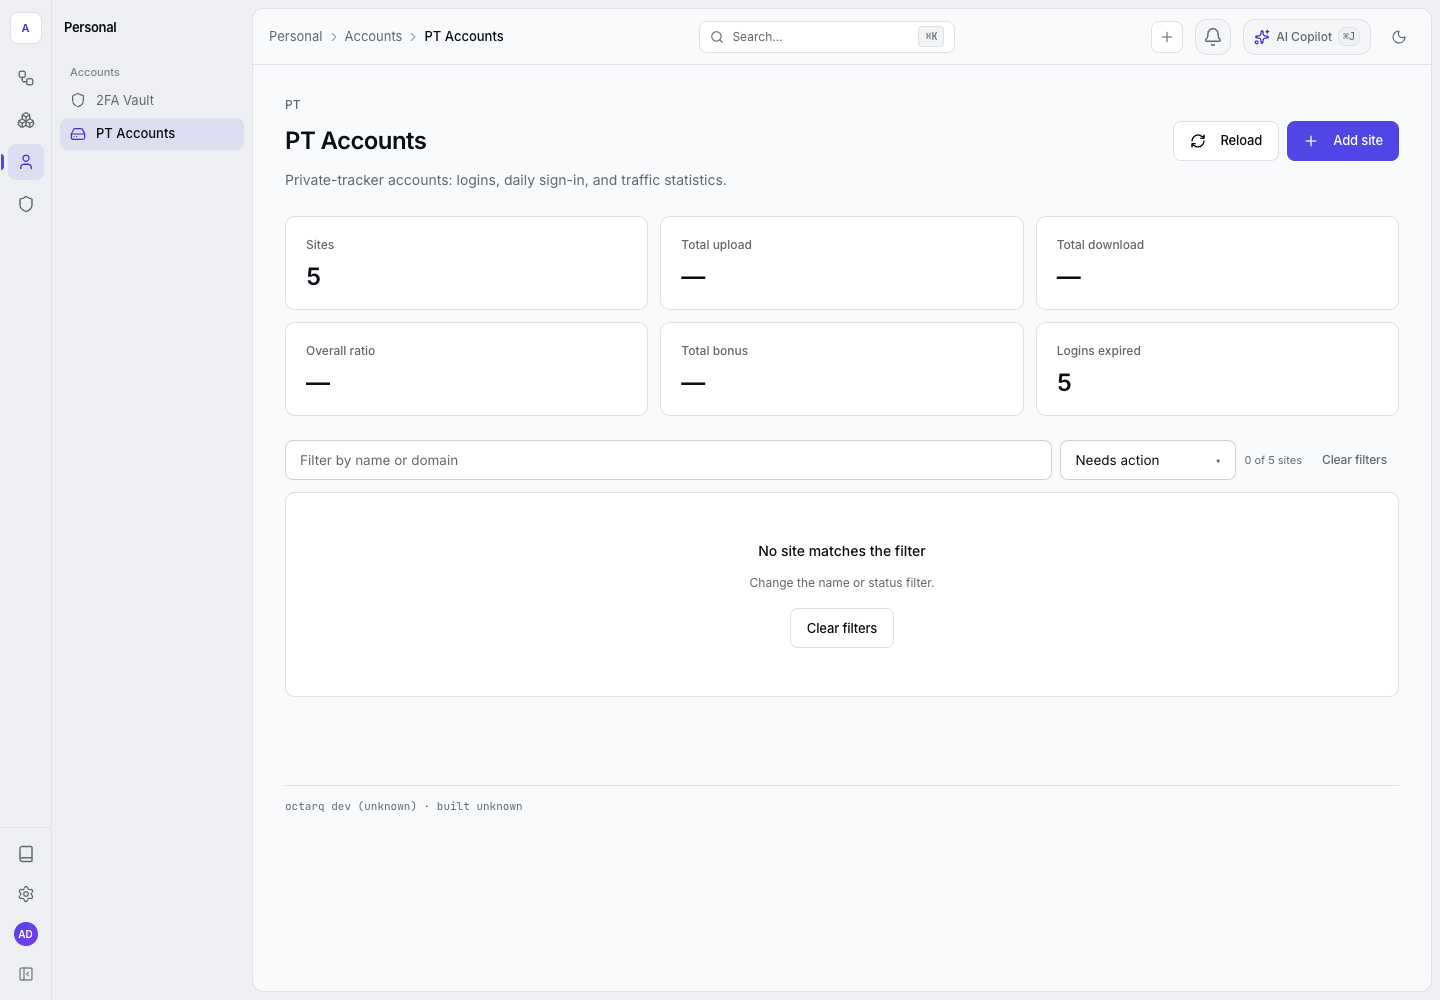 A
Personal
Accounts
2FA Vault
PT Accounts
Personal > Accounts > PT Accounts
Search...
⌘K
AI Copilot ⌘J
PT
PT Accounts
Reload
Add site
Private-tracker accounts: logins, daily sign-in, and traffic statistics.
Sites
5
Total upload
—
Total download
—
Overall ratio
—
Total bonus
—
Logins expired
5
Filter by name or domain
Needs action
0 of 5 sites
Clear filters
No site matches the filter
Change the name or status filter.
Clear filters
octarq dev (unknown) · built unknown
AD